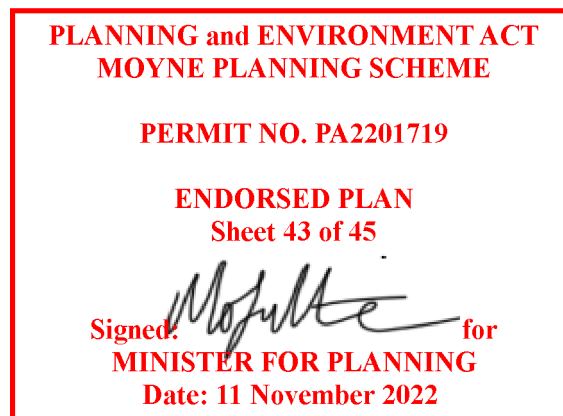 PLANNING and ENVIRONMENT ACT
MOYNE PLANNING SCHEME
PERMIT NO. PA2201719
ENDORSED PLAN
Sheet 43 of 45
Signed: for
MINISTER FOR PLANNING
Date: 11 November 2022